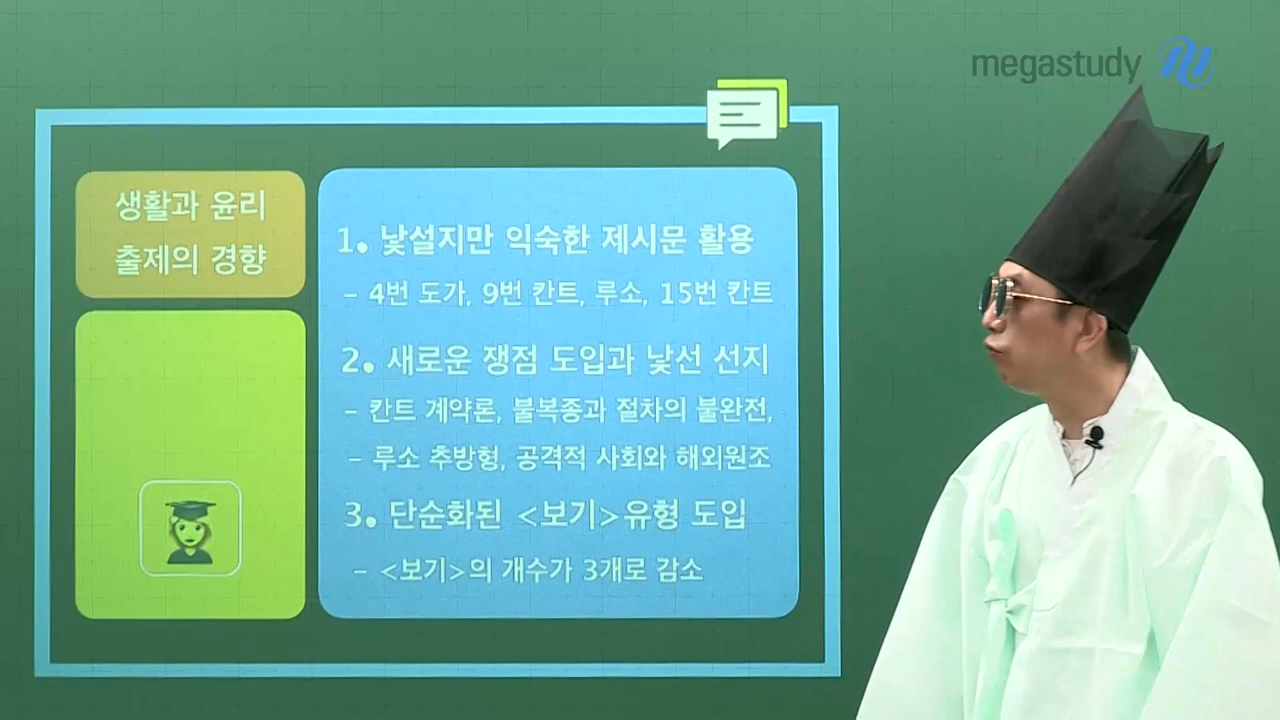 megastudy
생활과 윤리
출제의 경향
1. 낯설지만 익숙한 제시문 활용
- 4번 도가, 9번 칸트, 루소, 15번 칸트
2. 새로운 쟁점 도입과 낯선 선지
- 칸트 계약론, 불복종과 절차의 불완전,
- 루소 추방형, 공격적 사회와 해외원조
3. 단순화된 <보기>유형 도입
- <보기>의 개수가 3개로 감소